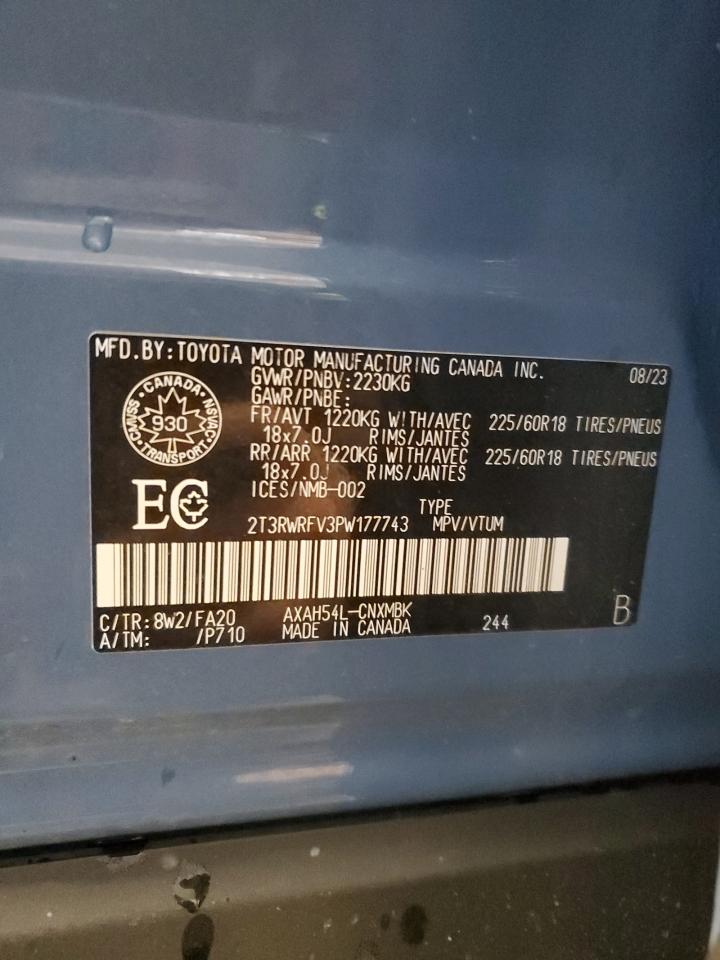 MFD.BY:TOYOTA MOTOR MANUFACTURING CANADA INC. 08/23
GVWR/PNBV:2230KG
GAWR/PNBE:
FR/AVT 1220KG WITH/AVEC 225/60R18 TIRES/PNEUS
18x7.0J RIMS/JANTES
RR/ARR 1220KG WITH/AVEC 225/60R18 TIRES/PNEUS
18x7.0J RIMS/JANTES
ICES/NMB-002
CANADA
CMVSS 930 NSVAC
TRANSPORT
EC
TYPE
2T3RWRFV3PW177743 MPV/VTUM
C/TR:8W2/FA20 AXAH54L-CNXMBK
A/TM: /P710 MADE IN CANADA 244 B